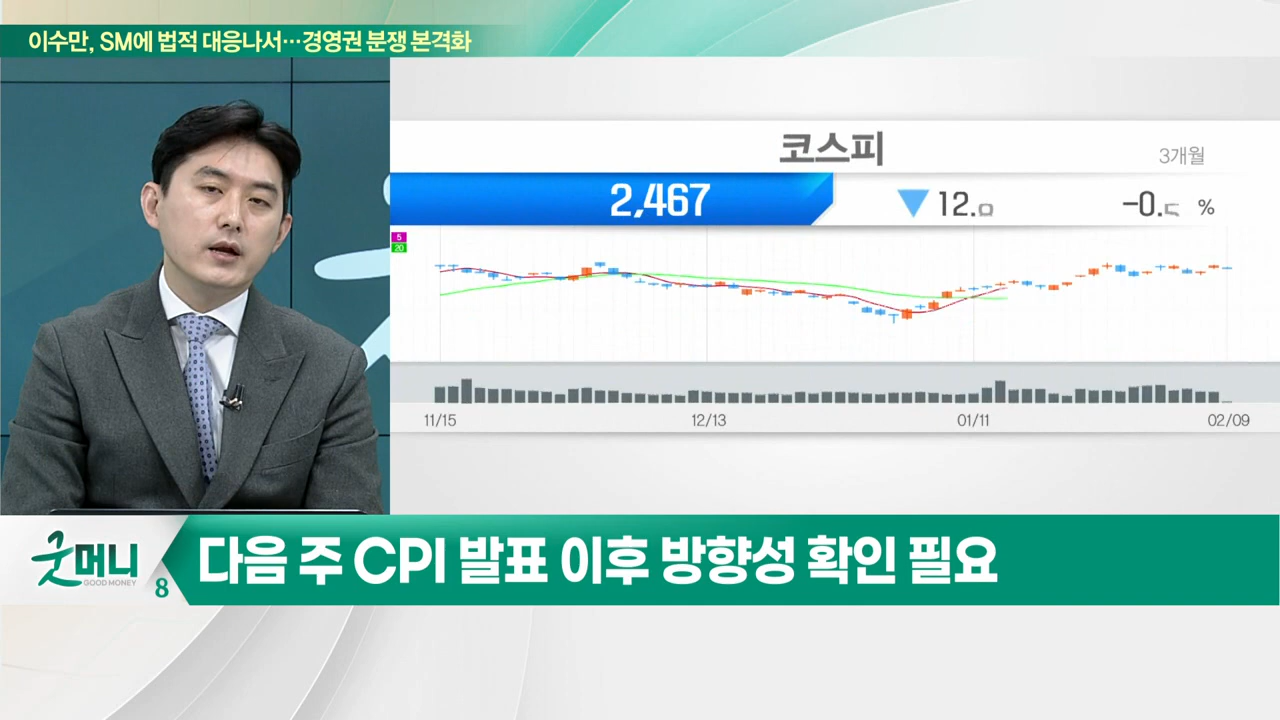 이수만, SM에 법적 대응나서…경영권 분쟁 본격화
코스피
3개월
2,467 ▼ 12. -0. %
5
20
11/15 12/13 01/11 02/09
굿머니
GOOD MONEY
8
다음 주 CPI 발표 이후 방향성 확인 필요